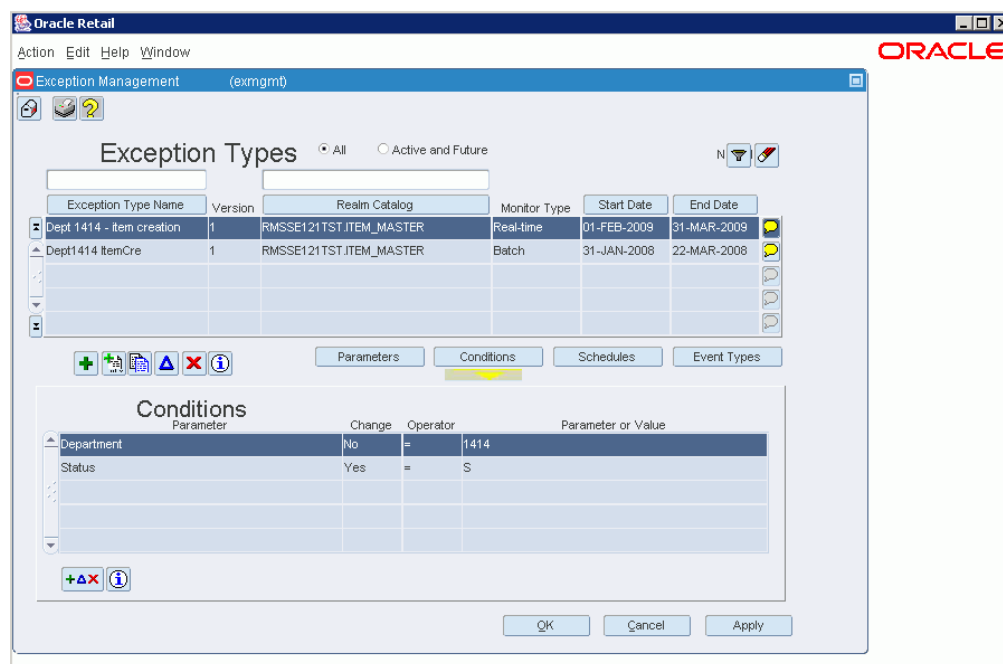 Oracle Retail
Action Edit Help Window
ORACLE
Exception Management (exmgmt)
Exception Types All Active and Future
N
Exception Type Name Version Realm Catalog Monitor Type Start Date End Date
Dept 1414 - item creation 1 RMSSE121TST.ITEM_MASTER Real-time 01-FEB-2009 31-MAR-2009
Dept1414 ItemCre 1 RMSSE121TST.ITEM_MASTER Batch 31-JAN-2008 22-MAR-2008
Parameters Conditions Schedules Event Types
Conditions
Parameter Change Operator Parameter or Value
Department No = 1414
Status Yes = S
OK Cancel Apply